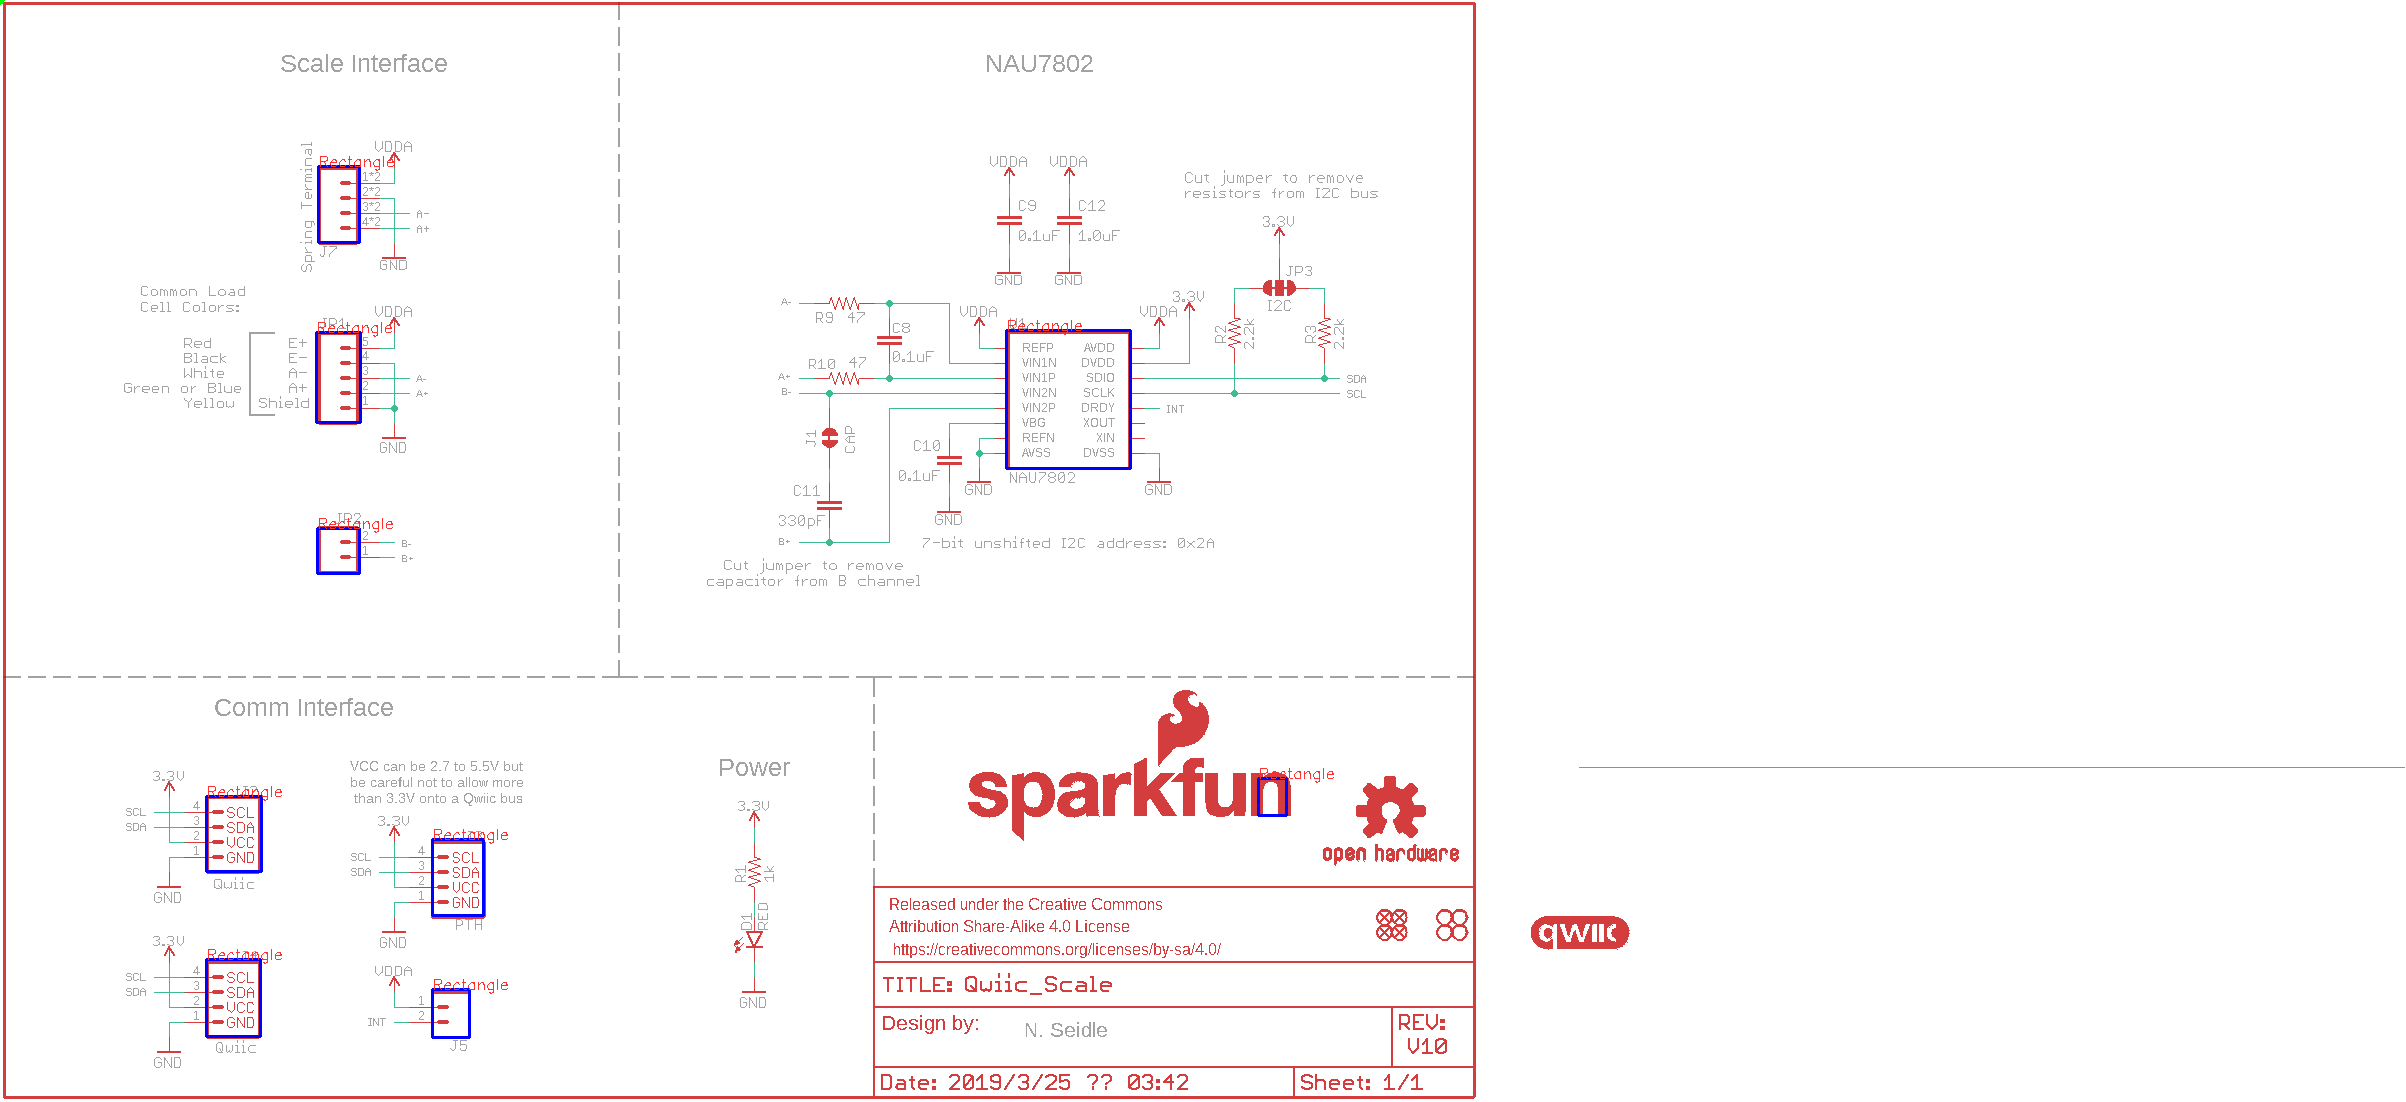 Scale Interface
NAU7802
VDDA
Rectangle
Spring Terminal
1*2
2*2
3*2
4*2
A-
A+
J7
GND
Common Load
Cell Colors:
VDDA
Rectangle
Red E+ 5
Black E- 4
White A- 3 A-
Green or Blue A+ 2 A+
Yellow Shield 1
GND
Rectangle
2 B-
1 B+
VDDA VDDA
C9 C12
0.1uF 1.0uF
GND GND
Cut jumper to remove
resistors from I2C bus
3.3V
JP3
I2C
R2 2.2k
R3 2.2k
SDA
SCL
A- R9 47
C8
0.1uF
A+ R10 47
B-
J1 CAP
C11
330pF
B+
C10
0.1uF
GND
GND
VDDA
Rectangle
VDDA
3.3V
REFP AVDD
VIN1N DVDD
VIN1P SDIO
VIN2N SCLK
VIN2P DRDY INT
VBG XOUT
REFN XIN
AVSS DVSS
NAU7802
GND
7-bit unshifted I2C address: 0x2A
Cut jumper to remove
capacitor from B channel
Comm Interface
3.3V
Rectangle
SCL 4 SCL
SDA 3 SDA
2 VCC
1 GND
Qwiic
GND
VCC can be 2.7 to 5.5V but
be careful not to allow more
than 3.3V onto a Qwiic bus
3.3V
Rectangle
SCL 4 SCL
SDA 3 SDA
2 VCC
1 GND
PTH
GND
3.3V
Rectangle
SCL 4 SCL
SDA 3 SDA
2 VCC
1 GND
Qwiic
GND
VDDA
Rectangle
1
INT 2
J5
Power
3.3V
R1 1k
D1 RED
GND
sparkfun
Rectangle
open hardware
Released under the Creative Commons
Attribution Share-Alike 4.0 License
https://creativecommons.org/licenses/by-sa/4.0/
TITLE: Qwiic_Scale
Design by: N. Seidle
REV:
V10
Date: 2019/3/25 ?? 03:42
Sheet: 1/1
qwiic